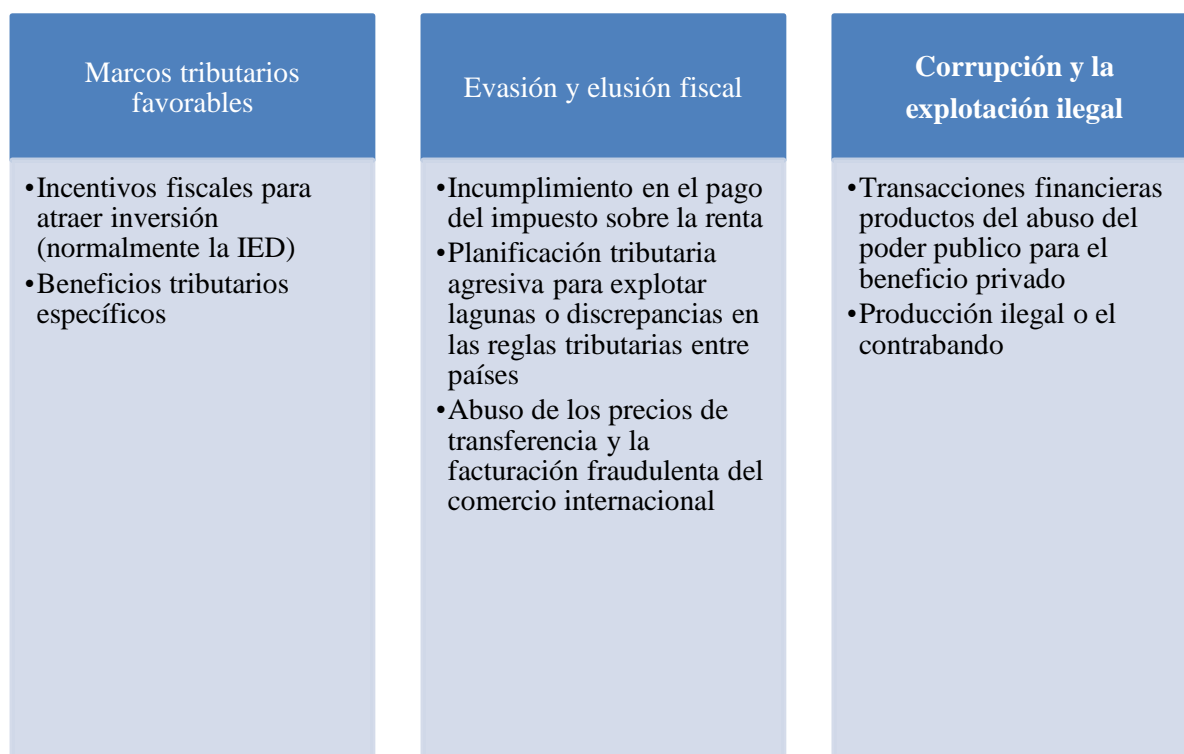 Marcos tributarios
favorables
•Incentivos fiscales para
atraer inversión
(normalmente la IED)
•Beneficios tributarios
específicos
Evasión y elusión fiscal
•Incumplimiento en el pago
del impuesto sobre la renta
•Planificación tributaria
agresiva para explotar
lagunas o discrepancias en
las reglas tributarias entre
países
•Abuso de los precios de
transferencia y la
facturación fraudulenta del
comercio internacional
Corrupción y la
explotación ilegal
•Transacciones financieras
productos del abuso del
poder publico para el
beneficio privado
•Producción ilegal o el
contrabando